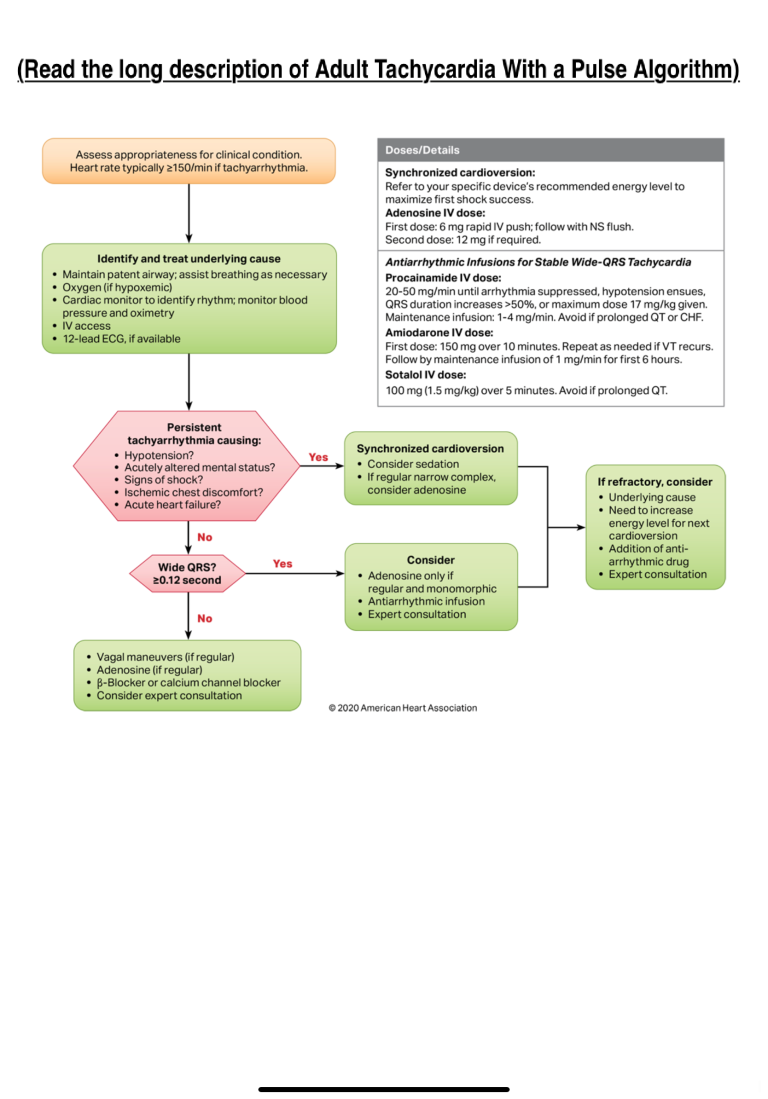 (Read the long description of Adult Tachycardia With a Pulse Algorithm)
Assess appropriateness for clinical condition.
Heart rate typically ≥150/min if tachyarrhythmia.
Identify and treat underlying cause
• Maintain patent airway; assist breathing as necessary
• Oxygen (if hypoxemic)
• Cardiac monitor to identify rhythm; monitor blood
pressure and oximetry
• IV access
• 12-lead ECG, if available
Persistent
tachyarrhythmia causing:
• Hypotension?
• Acutely altered mental status?
• Signs of shock?
• Ischemic chest discomfort?
• Acute heart failure?
Yes
Synchronized cardioversion
• Consider sedation
• If regular narrow complex,
consider adenosine
If refractory, consider
• Underlying cause
• Need to increase
energy level for next
cardioversion
• Addition of anti-
arrhythmic drug
• Expert consultation
No
Wide QRS?
≥0.12 second
Yes
Consider
• Adenosine only if
regular and monomorphic
• Antiarrhythmic infusion
• Expert consultation
No
• Vagal maneuvers (if regular)
• Adenosine (if regular)
• β-Blocker or calcium channel blocker
• Consider expert consultation
Doses/Details
Synchronized cardioversion:
Refer to your specific device's recommended energy level to
maximize first shock success.
Adenosine IV dose:
First dose: 6 mg rapid IV push; follow with NS flush.
Second dose: 12 mg if required.
Antiarrhythmic Infusions for Stable Wide-QRS Tachycardia
Procainamide IV dose:
20-50 mg/min until arrhythmia suppressed, hypotension ensues,
QRS duration increases >50%, or maximum dose 17 mg/kg given.
Maintenance infusion: 1-4 mg/min. Avoid if prolonged QT or CHF.
Amiodarone IV dose:
First dose: 150 mg over 10 minutes. Repeat as needed if VT recurs.
Follow by maintenance infusion of 1 mg/min for first 6 hours.
Sotalol IV dose:
100 mg (1.5 mg/kg) over 5 minutes. Avoid if prolonged QT.
© 2020 American Heart Association